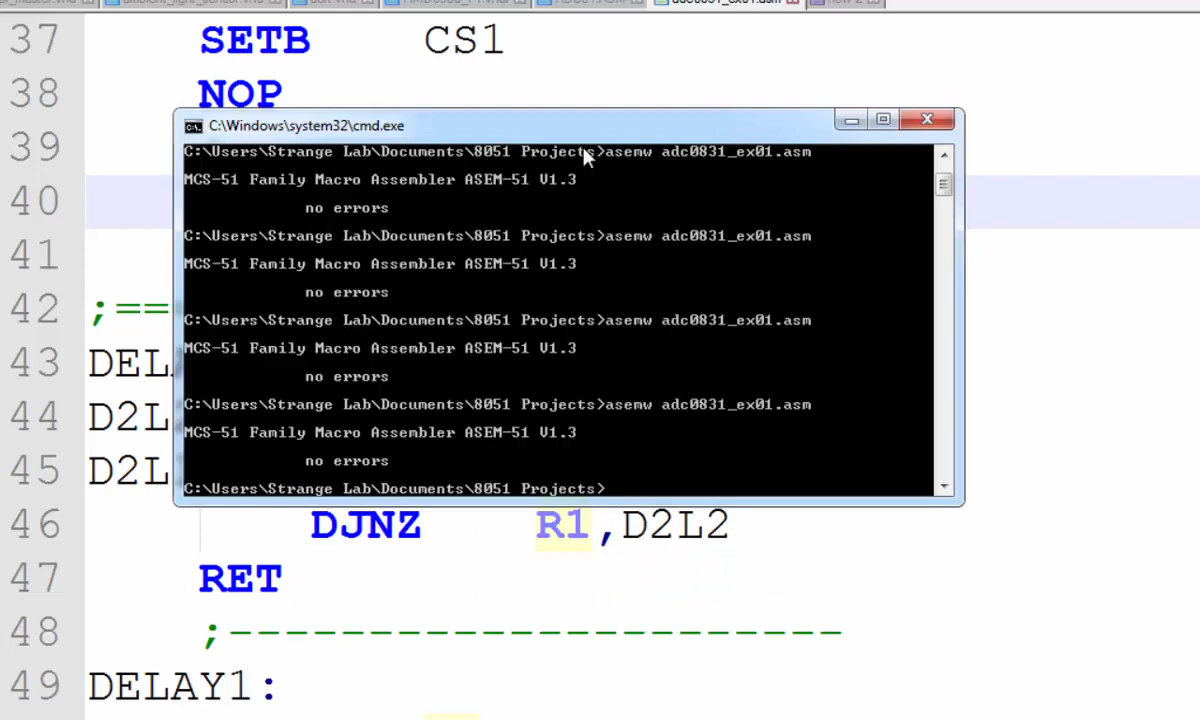 37 SETB CS1
38 NOP
C:\Windows\system32\cmd.exe
39
C:\Users\Strange Lab\Documents\8051 Projects>asemw adc0831_ex01.asm
MCS-51 Family Macro Assembler ASEM-51 V1.3
no errors
40
C:\Users\Strange Lab\Documents\8051 Projects>asemw adc0831_ex01.asm
41
MCS-51 Family Macro Assembler ASEM-51 V1.3
no errors
42 ;==
C:\Users\Strange Lab\Documents\8051 Projects>asemw adc0831_ex01.asm
MCS-51 Family Macro Assembler ASEM-51 V1.3
43 DELA
no errors
C:\Users\Strange Lab\Documents\8051 Projects>asemw adc0831_ex01.asm
44 D2L
MCS-51 Family Macro Assembler ASEM-51 V1.3
no errors
45 D2L
C:\Users\Strange Lab\Documents\8051 Projects>
46 DJNZ R1,D2L2
47 RET
48 ;----------------------
49 DELAY1: